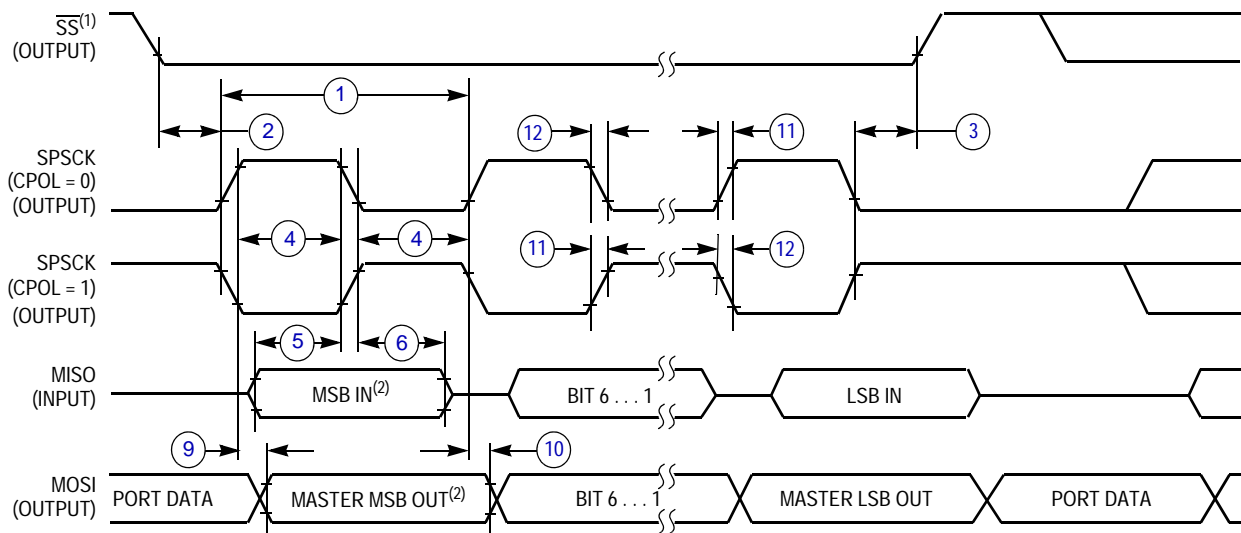 SS(1)
(OUTPUT)
1
2
12
11
3
SPSCK
(CPOL = 0)
(OUTPUT)
4
4
11
12
SPSCK
(CPOL = 1)
(OUTPUT)
5
6
MISO
(INPUT)
MSB IN(2)
BIT 6 . . . 1
LSB IN
9
10
MOSI
(OUTPUT)
PORT DATA
MASTER MSB OUT(2)
BIT 6 . . . 1
MASTER LSB OUT
PORT DATA